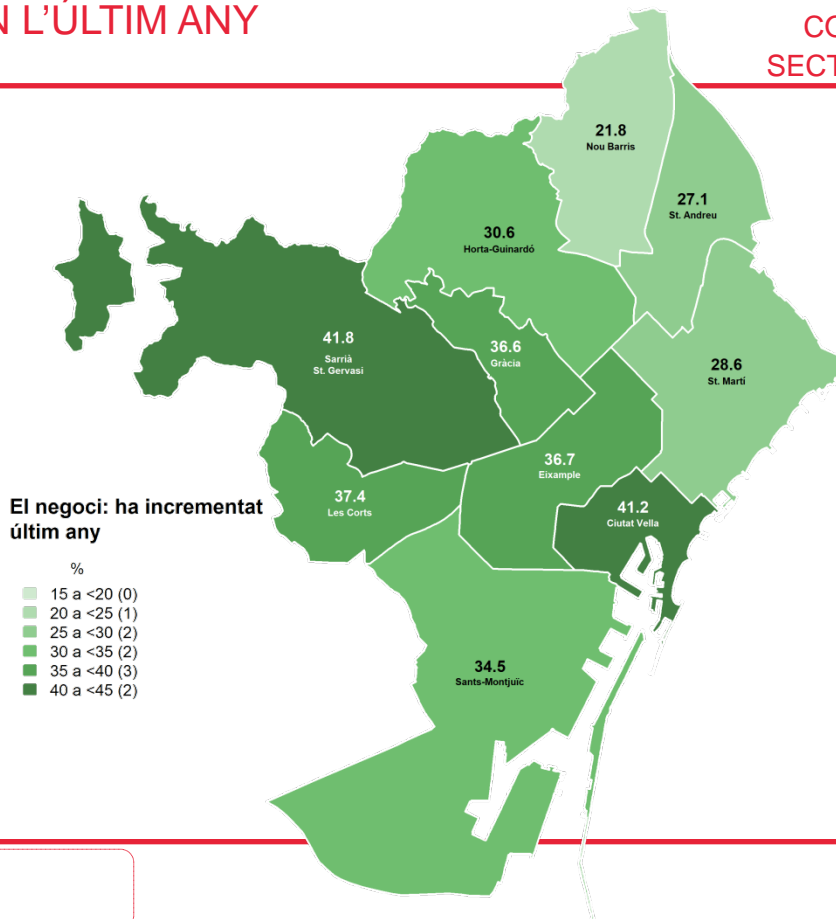 N L'ÚLTIM ANY
CO
SECT
21.8
Nou Barris
27.1
St. Andreu
30.6
Horta-Guinardó
41.8
Sarrià
St. Gervasi
36.6
Gràcia
28.6
St. Martí
36.7
Eixample
37.4
Les Corts
41.2
Ciutat Vella
34.5
Sants-Montjuïc
El negoci: ha incrementat
últim any
%
15 a <20 (0)
20 a <25 (1)
25 a <30 (2)
30 a <35 (2)
35 a <40 (3)
40 a <45 (2)